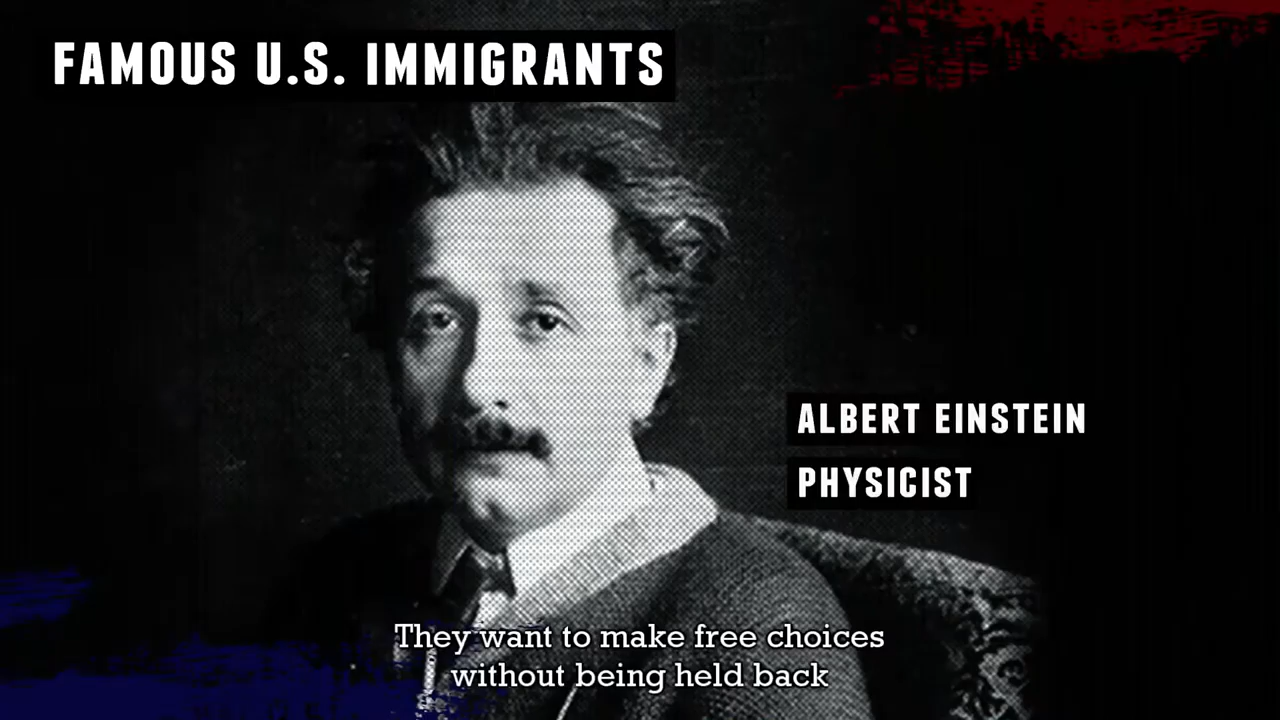 FAMOUS U.S. IMMIGRANTS
ALBERT EINSTEIN
PHYSICIST
They want to make free choices
without being held back